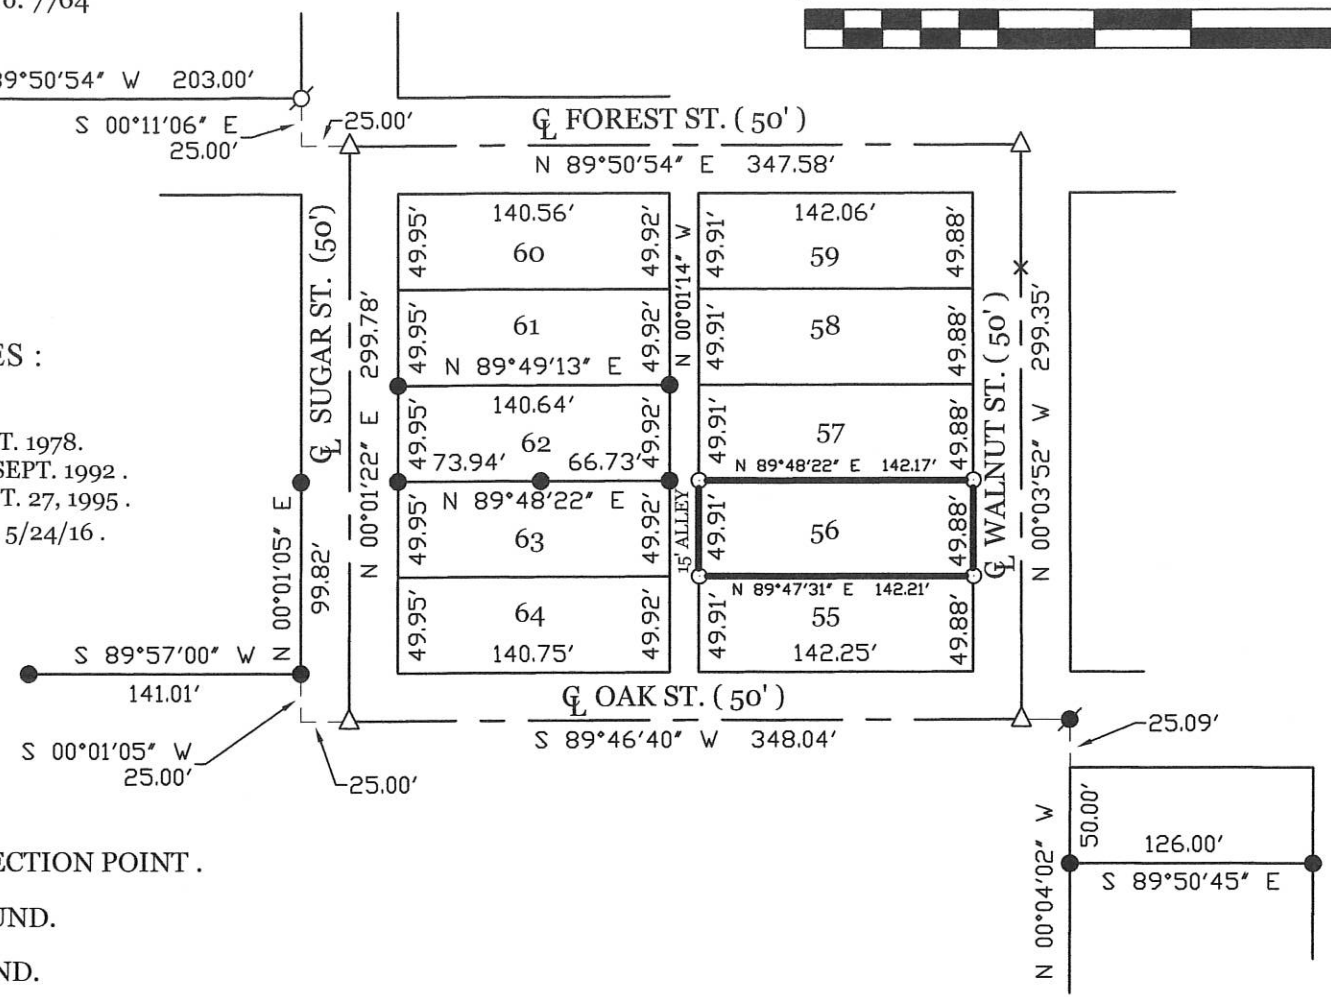 o. 7764
89°50'54" W 203.00'
S 00°11'06" E
25.00'
25.00'
℄ FOREST ST. ( 50' )
N 89°50'54" E 347.58'
℄ SUGAR ST. (50')
N 00°01'22" E 299.78'
49.95' 140.56' 49.92'
60
49.95' 61 49.92'
N 89°49'13" E
49.95' 140.64' 49.92'
62
73.94' 66.73'
N 89°48'22" E
49.95' 63 49.92'
49.95' 64 49.92'
140.75'
N 00°01'14" W
15' ALLEY
49.91' 142.06' 49.88'
59
49.91' 58 49.88'
49.91' 57 49.88'
N 89°48'22" E 142.17'
49.91' 56 49.88'
N 89°47'31" E 142.21'
49.91' 55 49.88'
142.25'
℄ WALNUT ST. ( 50' )
N 00°03'52" W 299.35'
ES :
T. 1978.
SEPT. 1992 .
T. 27, 1995 .
5/24/16 .
N 00°01'05" E
99.82'
S 89°57'00" W
141.01'
S 00°01'05" W
25.00'
25.00'
℄ OAK ST. ( 50' )
S 89°46'40" W 348.04'
25.09'
50.00'
126.00'
S 89°50'45" E
N 00°04'02" W
ECTION POINT .
UND.
ND.